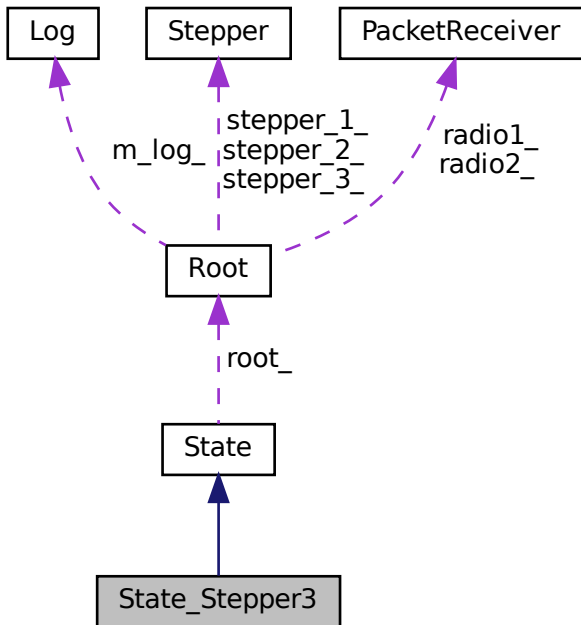 Log
Stepper
PacketReceiver
m_log_
stepper_1_
stepper_2_
stepper_3_
radio1_
radio2_
Root
root_
State
State_Stepper3